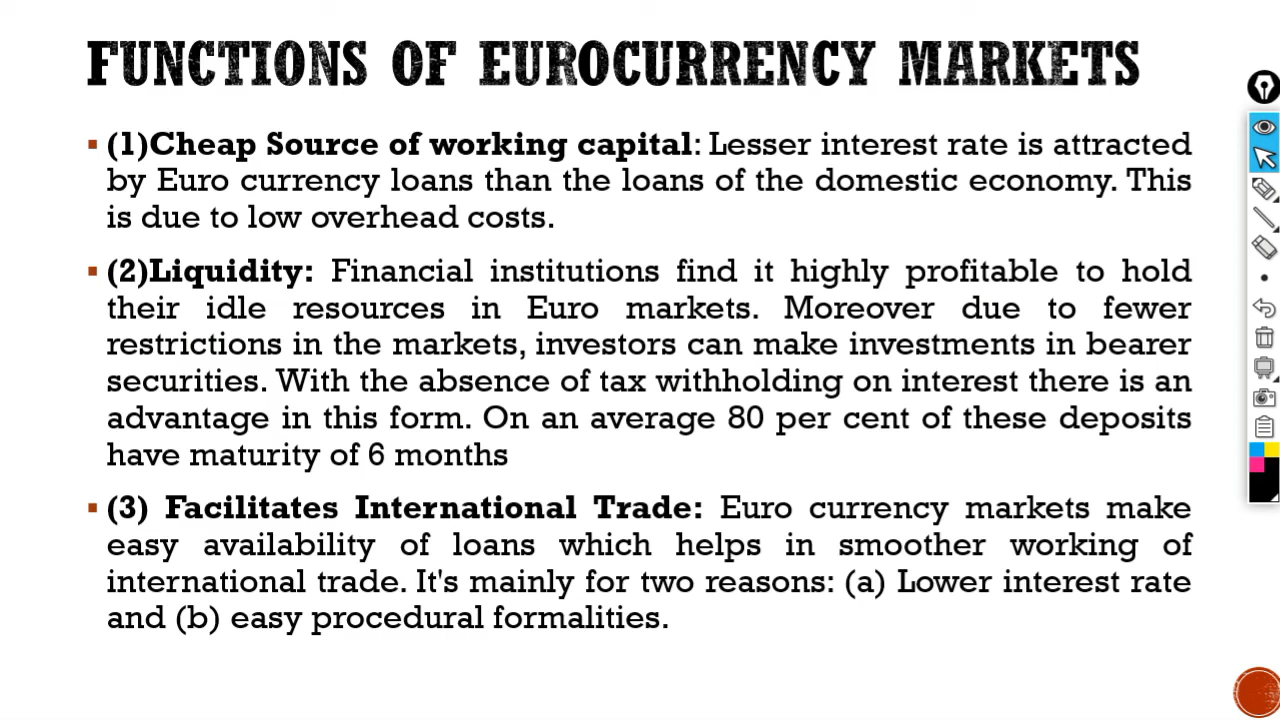 FUNCTIONS OF EUROCURRENCY MARKETS
▪ (1)Cheap Source of working capital: Lesser interest rate is attracted
by Euro currency loans than the loans of the domestic economy. This
is due to low overhead costs.
▪ (2)Liquidity: Financial institutions find it highly profitable to hold
their idle resources in Euro markets. Moreover due to fewer
restrictions in the markets, investors can make investments in bearer
securities. With the absence of tax withholding on interest there is an
advantage in this form. On an average 80 per cent of these deposits
have maturity of 6 months
▪ (3) Facilitates International Trade: Euro currency markets make
easy availability of loans which helps in smoother working of
international trade. It's mainly for two reasons: (a) Lower interest rate
and (b) easy procedural formalities.